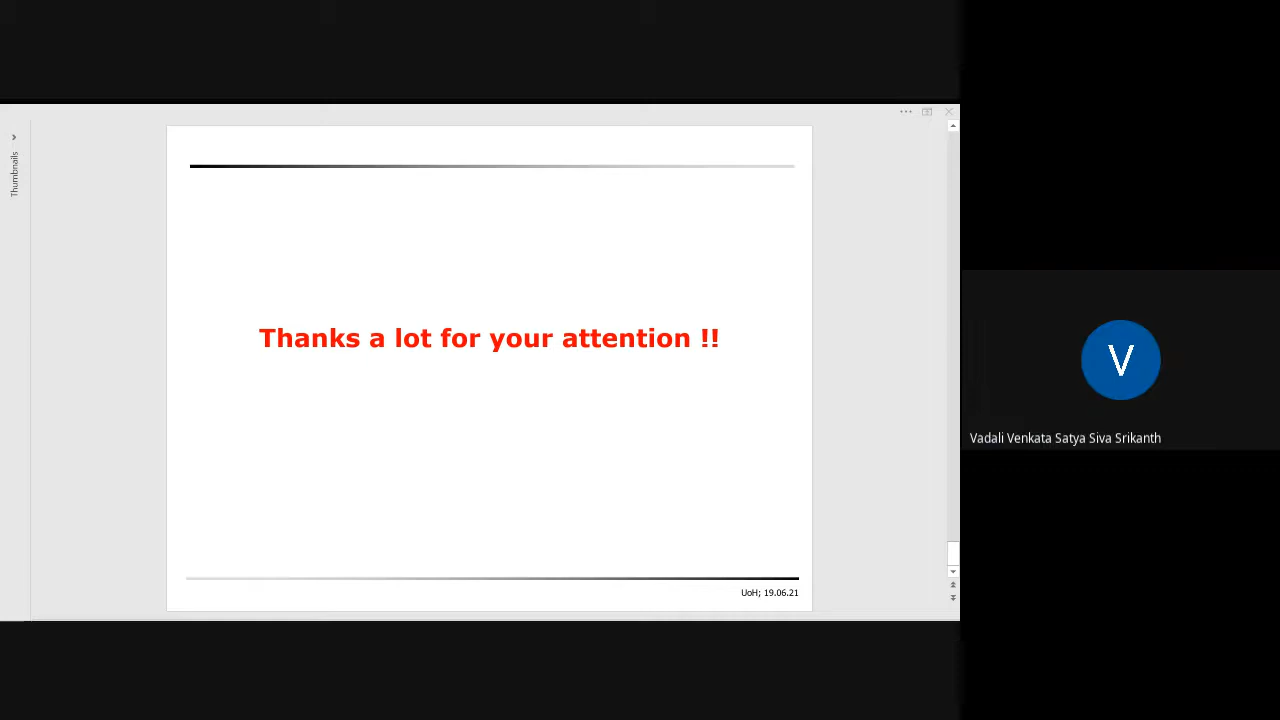 Thumbnails
Thanks a lot for your attention !!
UoH; 19.06.21
V
Vadali Venkata Satya Siva Srikanth